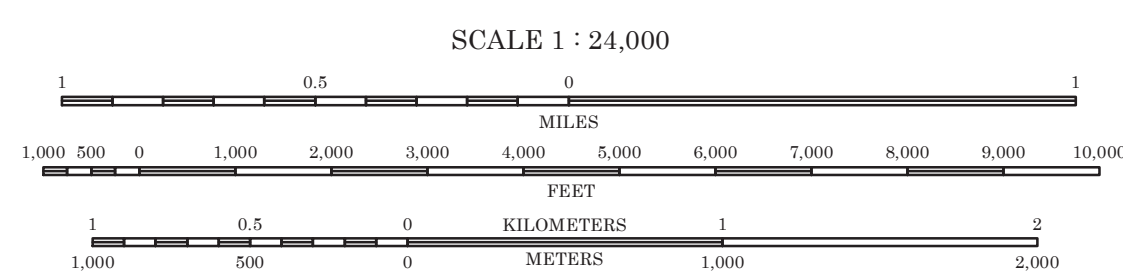 SCALE 1 : 24,000
1 0.5 0 1
MILES
1,000 500 0 1,000 2,000 3,000 4,000 5,000 6,000 7,000 8,000 9,000 10,000
FEET
1 0.5 0 KILOMETERS 1 2
1,000 500 0 METERS 1,000 2,000